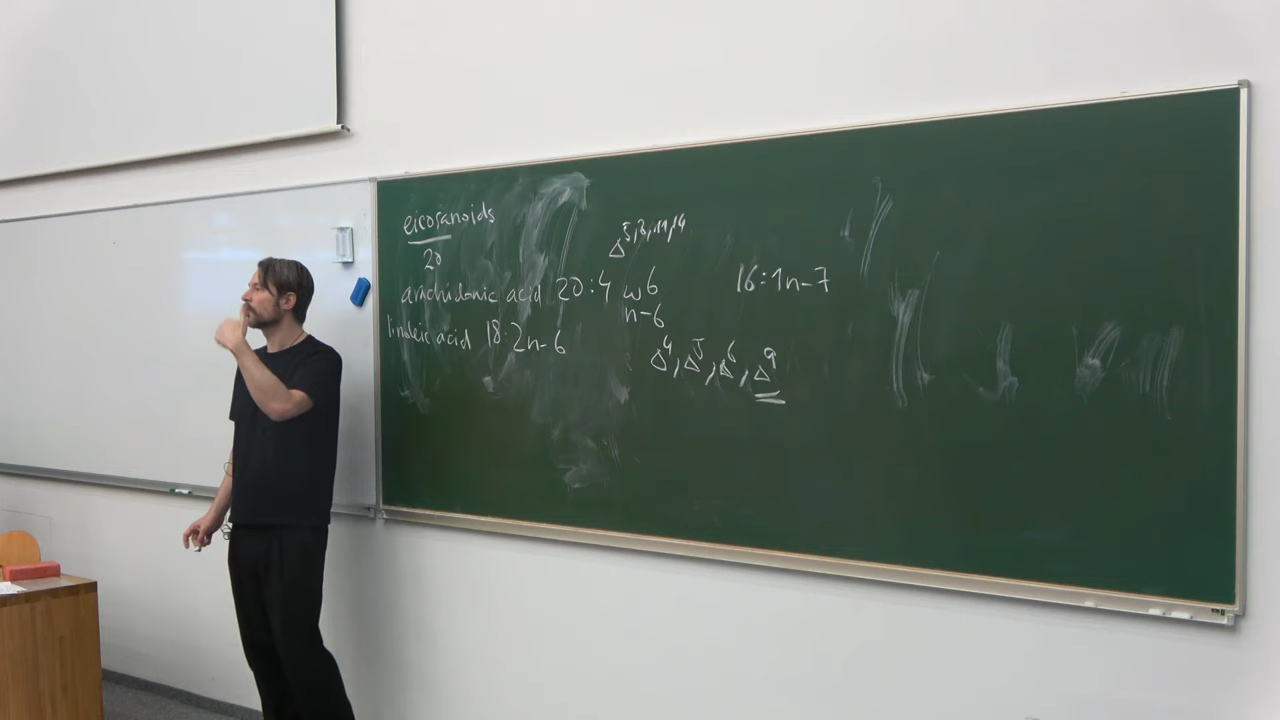 eicosanoids
20
Δ5,8,11,14
arachidonic acid 20:4 ω6
n-6
16:1n-7
linoleic acid 18:2n-6
Δ4, Δ5, Δ6, Δ9